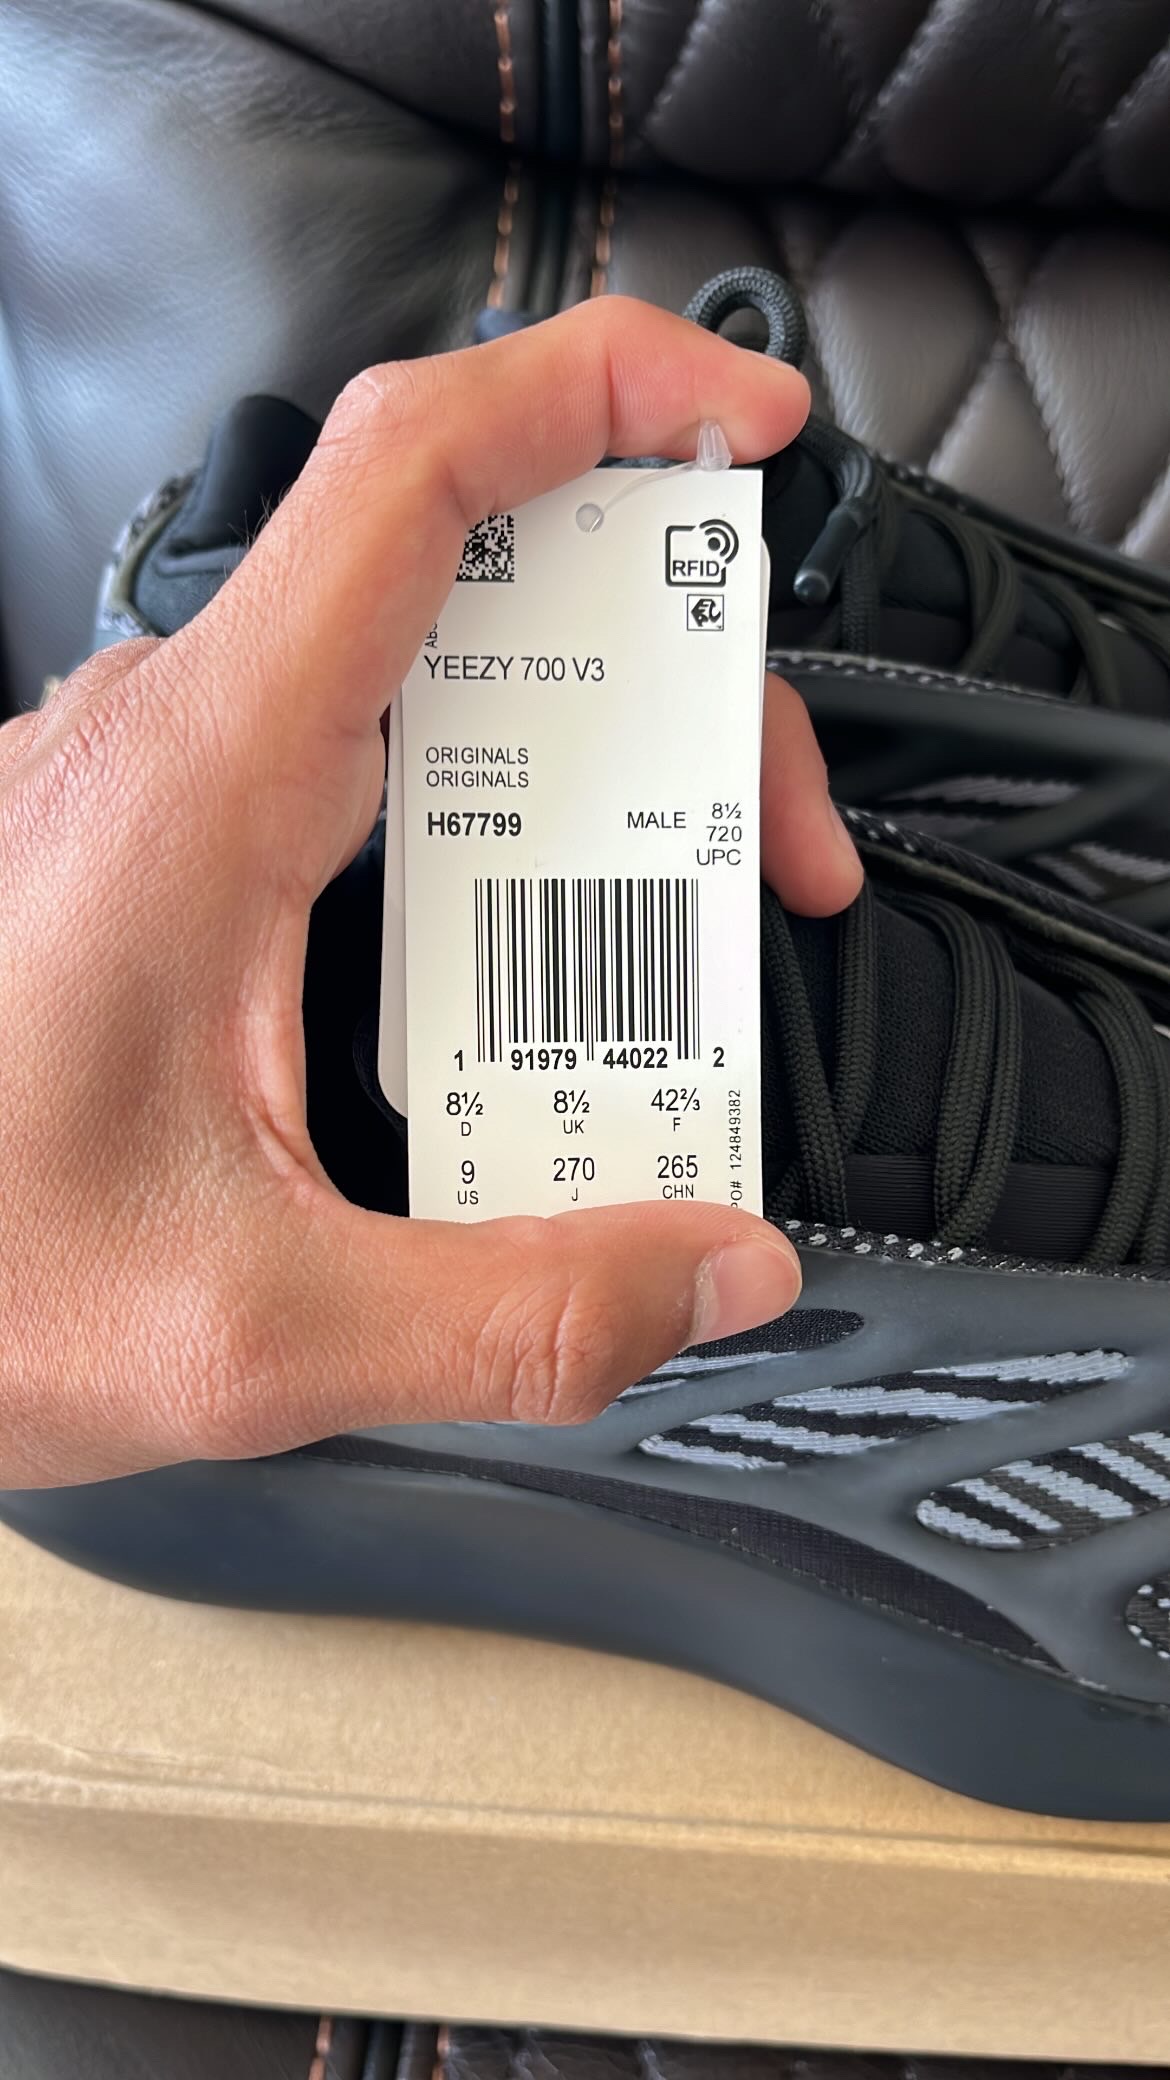 RFID
YEEZY 700 V3
ORIGINALS
ORIGINALS
H67799 MALE 8½
720
UPC
1 91979 44022 2
8½ 8½ 42⅔
D UK F
9 270 265
US J CHN
PO# 124849382